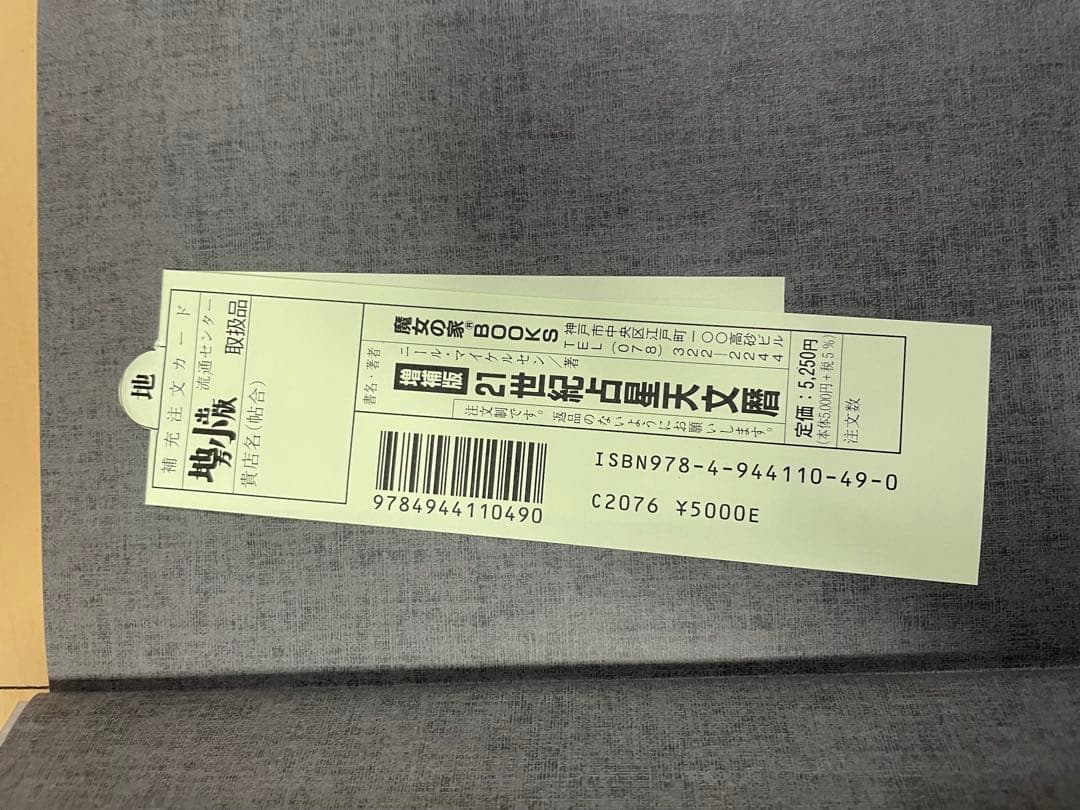 地
補充注文カード
地方小出版
流通センター
取扱品
貴店名(帖合)
魔女の家㈲BOOKS
神戸市中央区江戸町一〇〇高砂ビル
TEL(078)322―2244
書名・著者
ニール・マイケルセン/著
増補版 21世紀占星天文暦
注文制です。返品のないようにお願いします。
定価:5,250円
(本体5,000円+税5%)
注文数
9784944110490
ISBN978-4-944110-49-0
C2076 ¥5000E